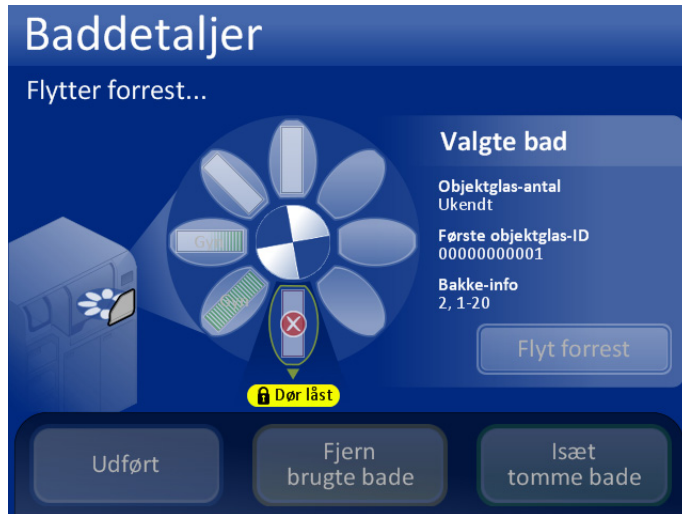 Baddetaljer
Flytter forrest...
Valgte bad
Objektglas-antal
Ukendt
Første objektglas-ID
00000000001
Bakke-info
2, 1-20
Flyt forrest
Gyn
Dør låst
Udført
Fjern
brugte bade
Isæt
tomme bade